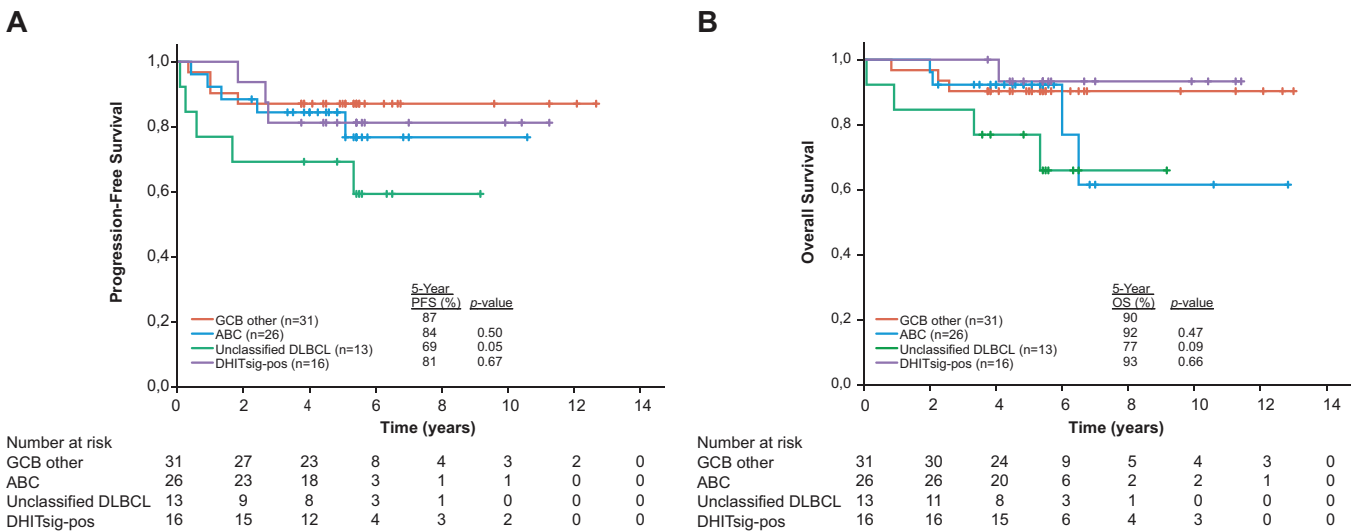 A
Progression-Free Survival
1,0
0,8
0,6
0,4
0,2
0,0
5-Year
PFS (%) p-value
GCB other (n=31) 87
ABC (n=26) 84 0.50
Unclassified DLBCL (n=13) 69 0.05
DHITsig-pos (n=16) 81 0.67
0 2 4 6 8 10 12 14
Time (years)
Number at risk
GCB other 31 27 23 8 4 3 2 0
ABC 26 23 18 3 1 1 0 0
Unclassified DLBCL 13 9 8 3 1 0 0 0
DHITsig-pos 16 15 12 4 3 2 0 0
B
Overall Survival
1,0
0,8
0,6
0,4
0,2
0,0
5-Year
OS (%) p-value
GCB other (n=31) 90
ABC (n=26) 92 0.47
Unclassified DLBCL (n=13) 77 0.09
DHITsig-pos (n=16) 93 0.66
0 2 4 6 8 10 12 14
Time (years)
Number at risk
GCB other 31 30 24 9 5 4 3 0
ABC 26 26 20 6 2 2 1 0
Unclassified DLBCL 13 11 8 3 1 0 0 0
DHITsig-pos 16 16 15 6 4 3 0 0